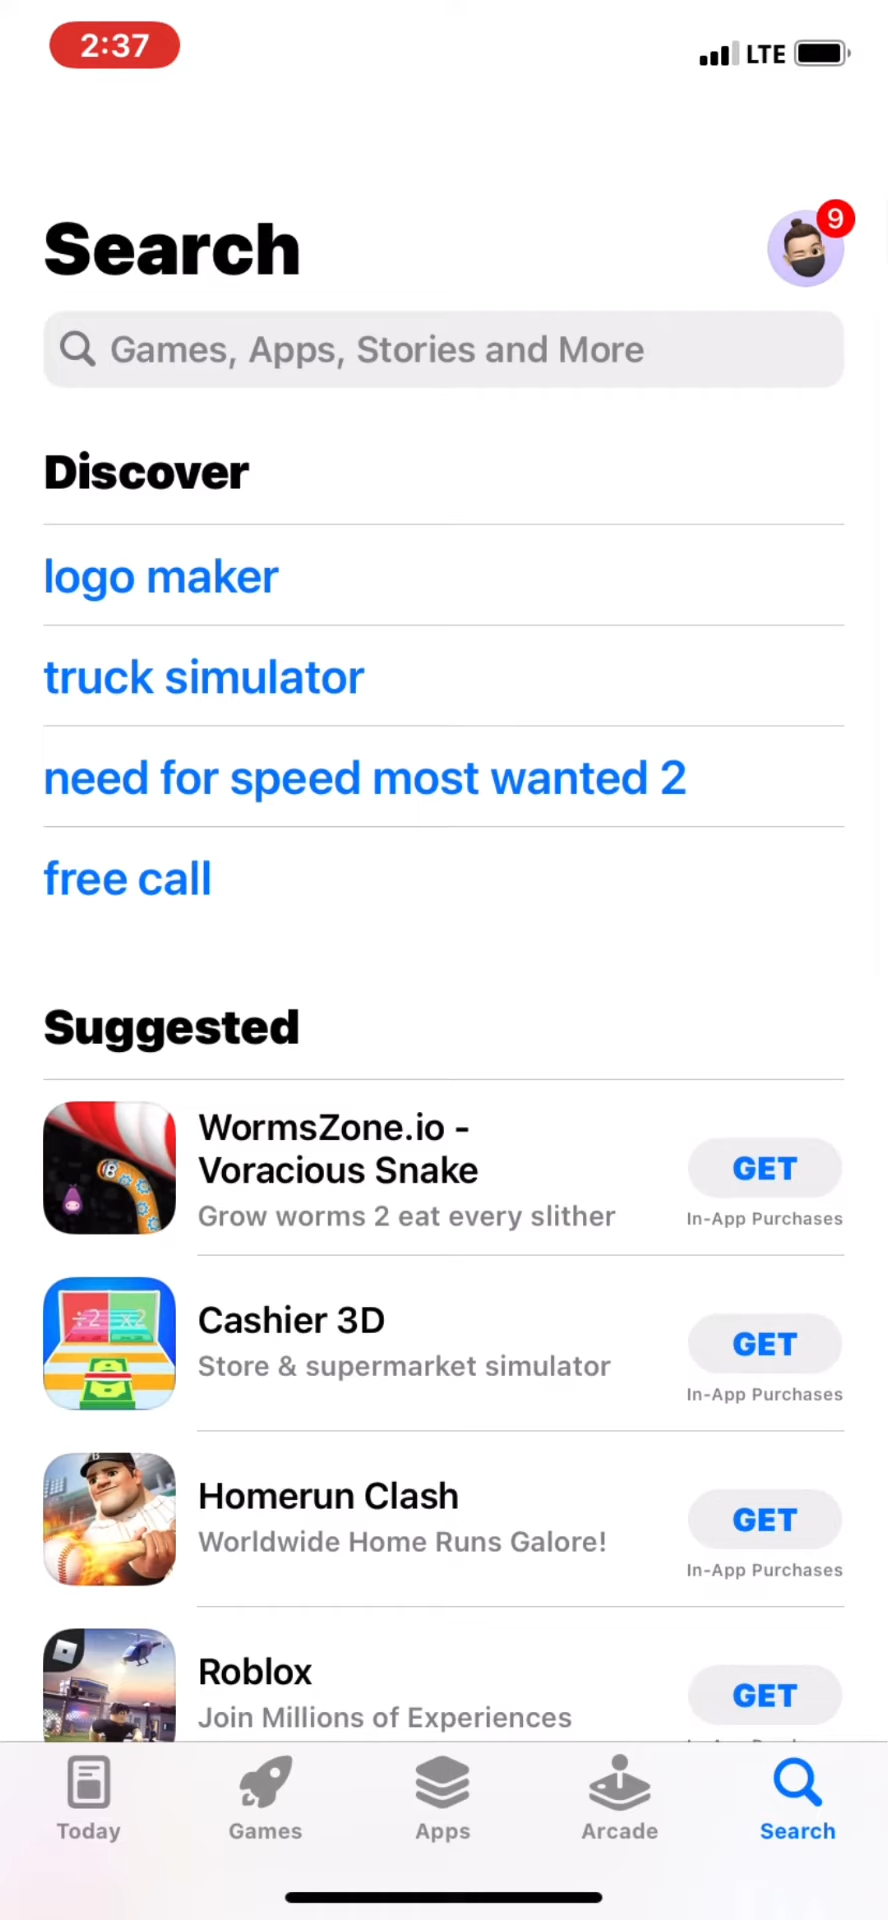 2:37
LTE
Search
9
Games, Apps, Stories and More
Discover
logo maker
truck simulator
need for speed most wanted 2
free call
Suggested
WormsZone.io -
Voracious Snake
Grow worms 2 eat every slither
GET
In-App Purchases
÷2 x2
Cashier 3D
Store & supermarket simulator
GET
In-App Purchases
Homerun Clash
Worldwide Home Runs Galore!
GET
In-App Purchases
Roblox
Join Millions of Experiences
GET
Today
Games
Apps
Arcade
Search